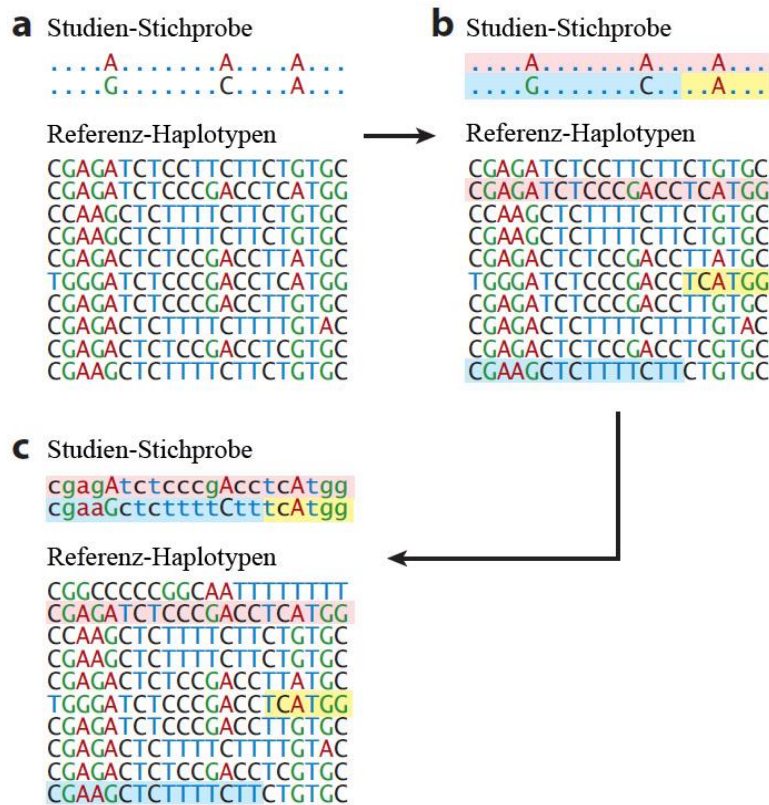 a Studien-Stichprobe
....A.......A....A...
....G.......C....A...
Referenz-Haplotypen
CGAGATCTCCTTCTTCTGTGC
CGAGATCTCCCGACCTCATGG
CCAAGCTCTTTTCTTCTGTGC
CGAAGCTCTTTTCTTCTGTGC
CGAGACTCTCCGACCTTATGC
TGGGATCTCCCGACCTCATGG
CGAGATCTCCCGACCTTGTGC
CGAGACTCTTTTCTTTTGTAC
CGAGACTCTCCGACCTCGTGC
CGAAGCTCTTTTCTTCTGTGC
b Studien-Stichprobe
....A.......A....A...
....G.......C....A...
Referenz-Haplotypen
CGAGATCTCCTTCTTCTGTGC
CGAGATCTCCCGACCTCATGG
CCAAGCTCTTTTCTTCTGTGC
CGAAGCTCTTTTCTTCTGTGC
CGAGACTCTCCGACCTTATGC
TGGGATCTCCCGACCTCATGG
CGAGATCTCCCGACCTTGTGC
CGAGACTCTTTTCTTTTGTAC
CGAGACTCTCCGACCTCGTGC
CGAAGCTCTTTTCTTCTGTGC
c Studien-Stichprobe
cgagAtctcccgAcctcAtgg
cgaaGctcttttCtttcAtgg
Referenz-Haplotypen
CGGCCCCCGGCAATTTTTTTT
CGAGATCTCCCGACCTCATGG
CCAAGCTCTTTTCTTCTGTGC
CGAAGCTCTTTTCTTCTGTGC
CGAGACTCTCCGACCTTATGC
TGGGATCTCCCGACCTCATGG
CGAGATCTCCCGACCTTGTGC
CGAGACTCTTTTCTTTTGTAC
CGAGACTCTCCGACCTCGTGC
CGAAGCTCTTTTCTTCTGTGC